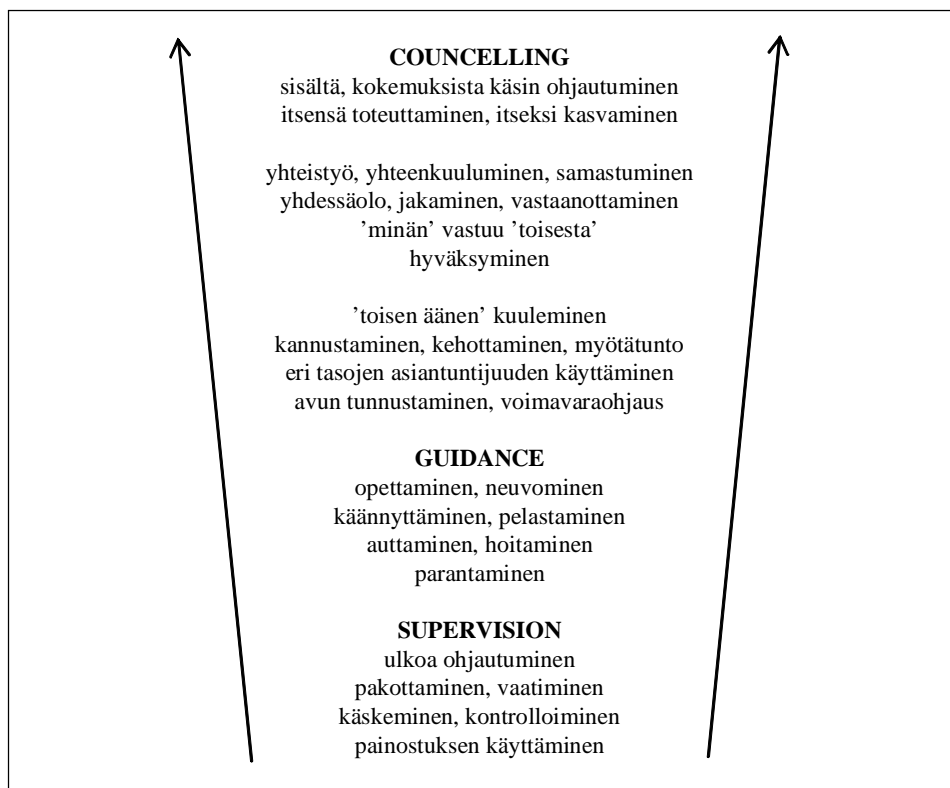 COUNCELLING
sisältä, kokemuksista käsin ohjautuminen
itsensä toteuttaminen, itseksi kasvaminen
yhteistyö, yhteenkuuluminen, samastuminen
yhdessäolo, jakaminen, vastaanottaminen
’minän’ vastuu ’toisesta’
hyväksyminen
’toisen äänen’ kuuleminen
kannustaminen, kehottaminen, myötätunto
eri tasojen asiantuntijuuden käyttäminen
avun tunnustaminen, voimavaraohjaus
GUIDANCE
opettaminen, neuvominen
käännyttäminen, pelastaminen
auttaminen, hoitaminen
parantaminen
SUPERVISION
ulkoa ohjautuminen
pakottaminen, vaatiminen
käskeminen, kontrolloiminen
painostuksen käyttäminen